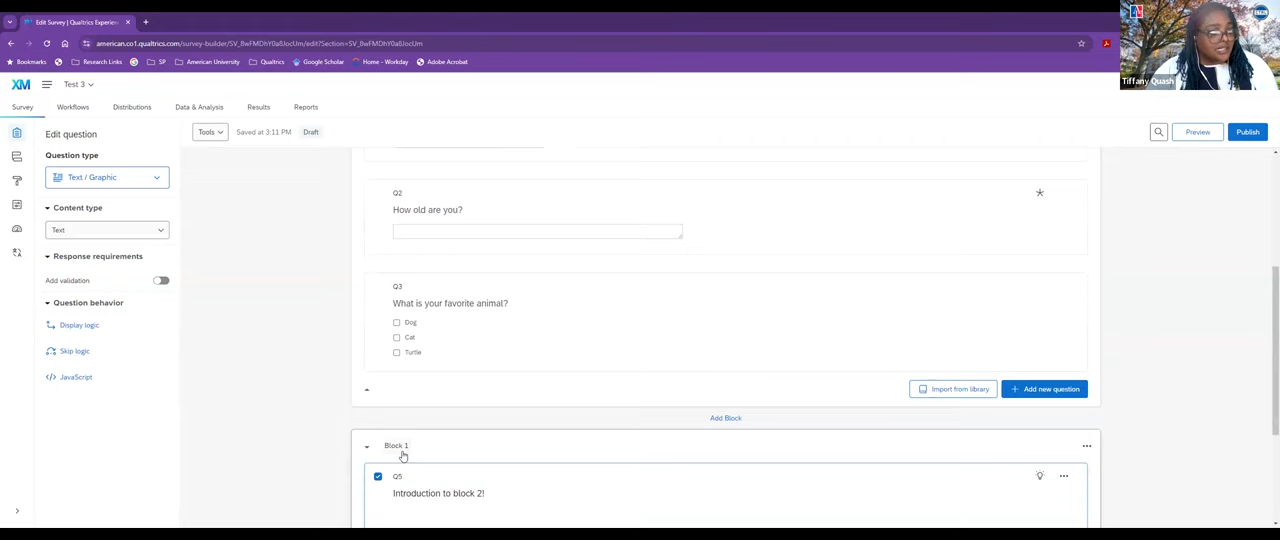 Edit Survey | Qualtrics Experien
american.co1.qualtrics.com/survey-builder/SV_8wFMDhY0a8JocUm/edit?Section=SV_8wFMDhY0a8JocUm
Bookmarks
Research Links
SP
American University
Qualtrics
Google Scholar
Home - Workday
Adobe Acrobat
Tiffany Quash
XM
Test 3
Survey
Workflows
Distributions
Data & Analysis
Results
Reports
Edit question
Tools
Saved at 3:11 PM
Draft
Preview
Publish
Question type
Text / Graphic
Content type
Text
Response requirements
Add validation
Question behavior
Display logic
Skip logic
JavaScript
Q2
How old are you?
Q3
What is your favorite animal?
Dog
Cat
Turtle
Import from library
Add new question
Add Block
Block 1
Q5
Introduction to block 2!